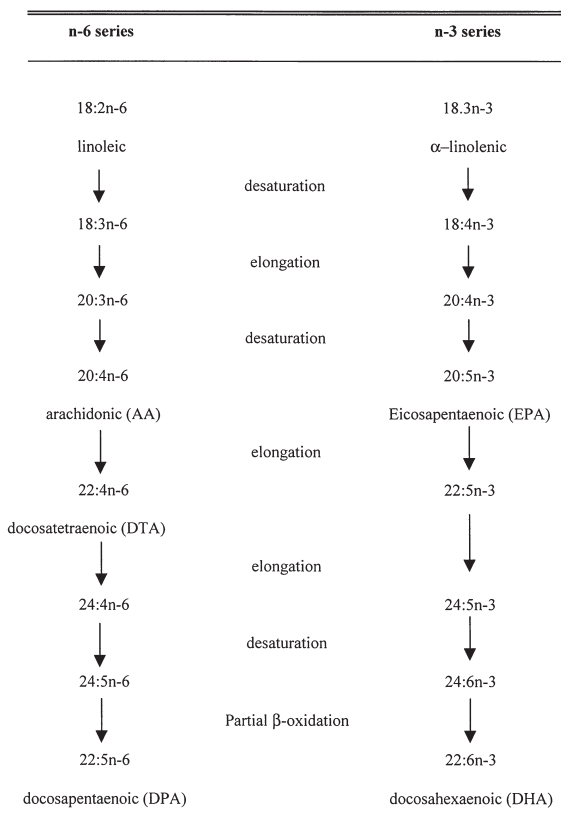 n-6 series n-3 series
18:2n-6 18.3n-3
linoleic α–linolenic
desaturation
18:3n-6 18:4n-3
elongation
20:3n-6 20:4n-3
desaturation
20:4n-6 20:5n-3
arachidonic (AA) Eicosapentaenoic (EPA)
elongation
22:4n-6 22:5n-3
docosatetraenoic (DTA)
elongation
24:4n-6 24:5n-3
desaturation
24:5n-6 24:6n-3
Partial β-oxidation
22:5n-6 22:6n-3
docosapentaenoic (DPA) docosahexaenoic (DHA)